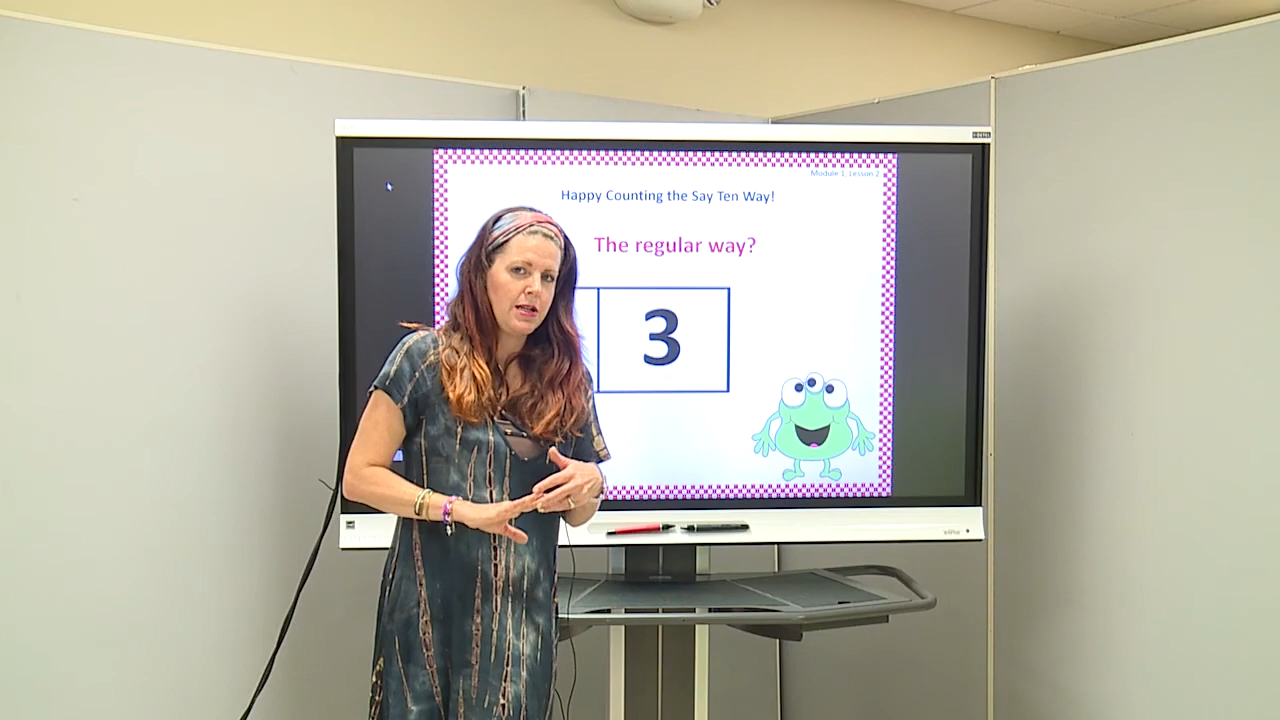 Module 1, Lesson 2
Happy Counting the Say Ten Way!
The regular way?
3